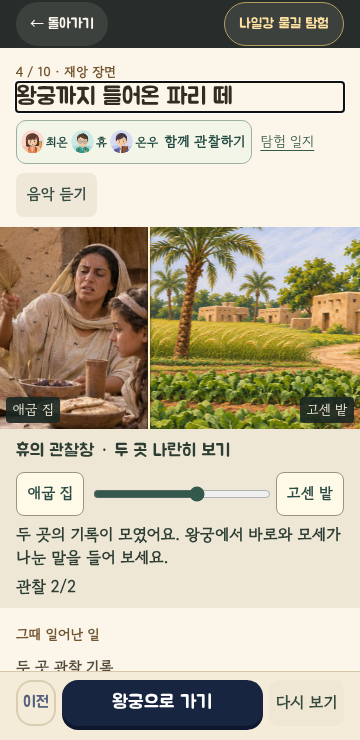 ← 돌아가기
나일강 물길 탐험
4 / 10 · 재앙 장면
왕궁까지 들어온 파리 떼
최온 휴 온우 함께 관찰하기 탐험 일지
음악 듣기
애굽 집
고센 밭
휴의 관찰창 · 두 곳 나란히 보기
애굽 집
고센 밭
두 곳의 기록이 모였어요. 왕궁에서 바로와 모세가
나눈 말을 들어 보세요.
관찰 2/2
그때 일어난 일
두 곳 관찰 기록
이전
왕궁으로 가기
다시 보기